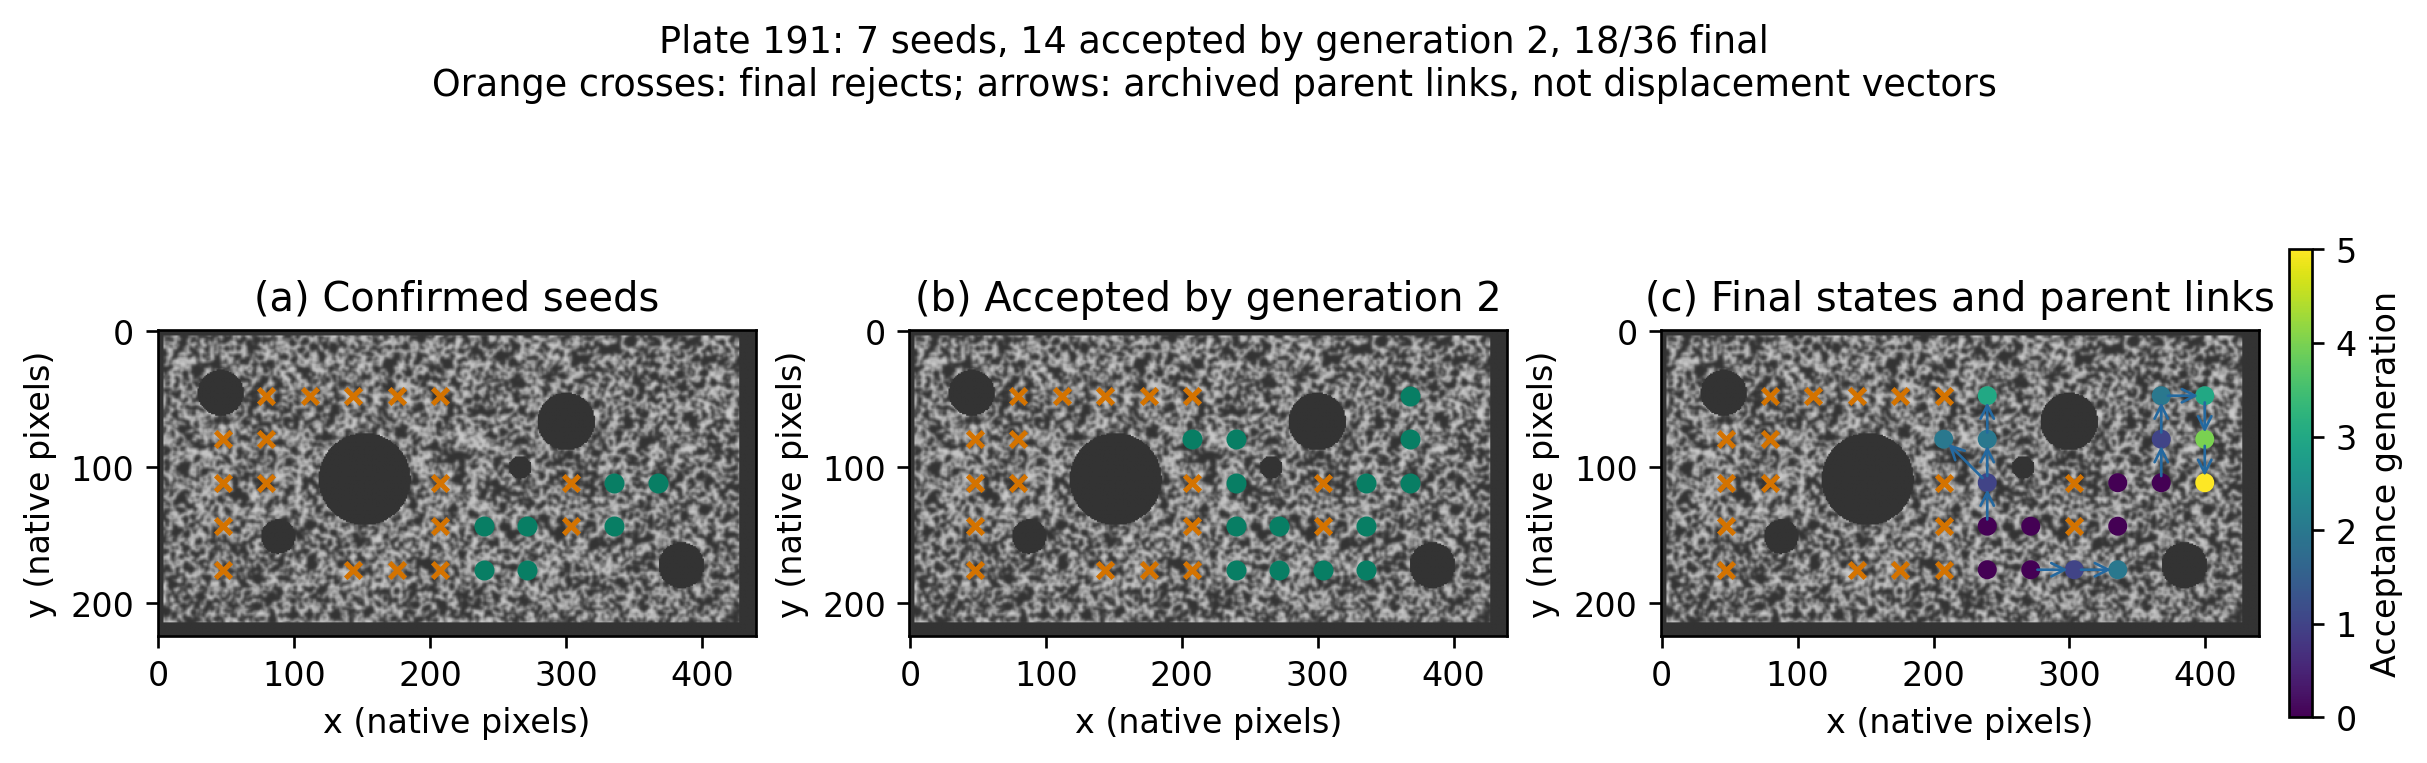 Plate 191: 7 seeds, 14 accepted by generation 2, 18/36 final
Orange crosses: final rejects; arrows: archived parent links, not displacement vectors
(a) Confirmed seeds
0
100
200
y (native pixels)
0 100 200 300 400
x (native pixels)
(b) Accepted by generation 2
0
100
200
y (native pixels)
0 100 200 300 400
x (native pixels)
(c) Final states and parent links
0
100
200
y (native pixels)
0 100 200 300 400
x (native pixels)
5
4
3
2
1
0
Acceptance generation